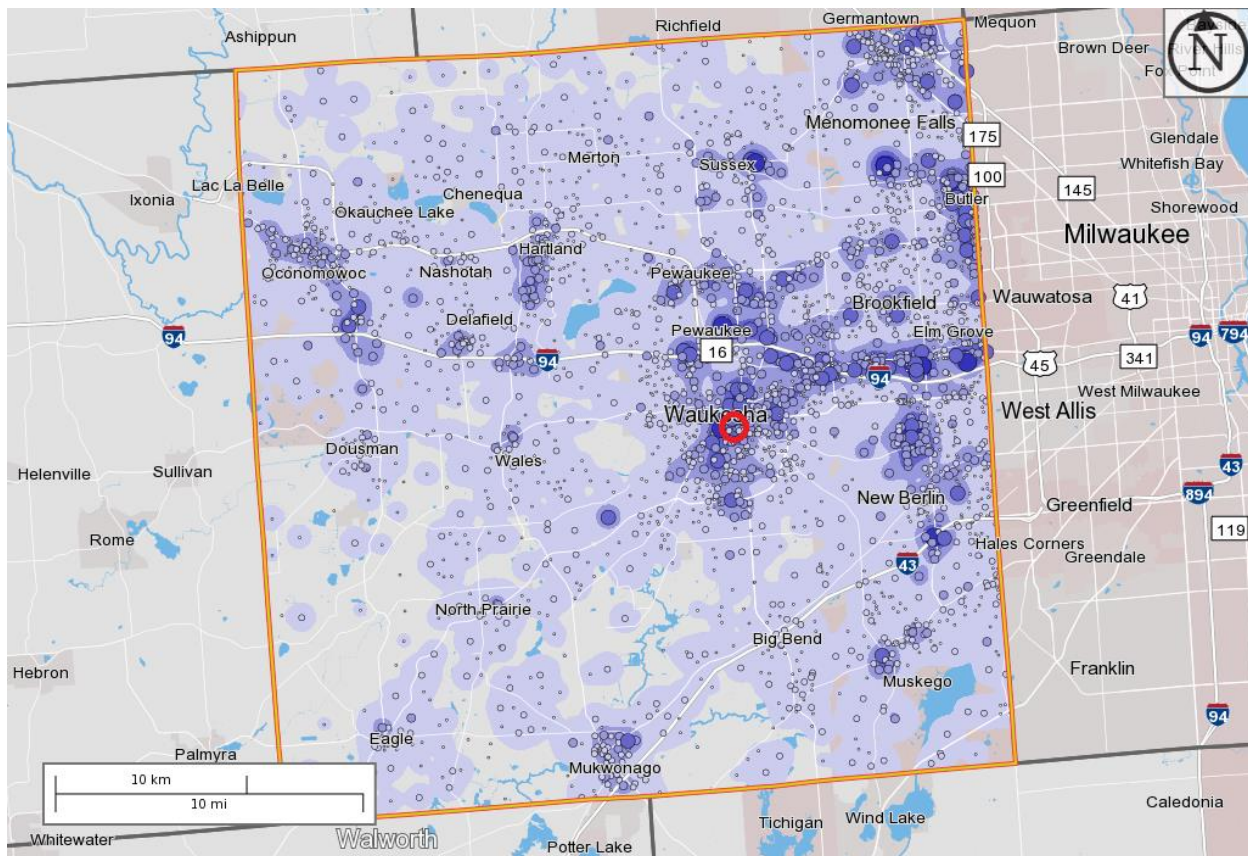 Richfield
Germantown
Mequon
Ashippun
Bayside
Brown Deer
River Hills
N
Fox Point
Menomonee Falls
175
Glendale
Merton
Sussex
Whitefish Bay
100
Lac La Belle
Chenequa
145
Ixonia
Butler
Okauchee Lake
Shorewood
Milwaukee
Hartland
Oconomowoc
Nashotah
Pewaukee
Wauwatosa
41
Brookfield
Delafield
Pewaukee
Elm Grove
94
94
794
16
341
94
45
94
West Milwaukee
Waukesha
West Allis
Dousman
Wales
Helenville
Sullivan
43
New Berlin
894
Greenfield
119
Rome
Hales Corners
Greendale
43
North Prairie
Big Bend
Hebron
Franklin
Muskego
94
Eagle
Palmyra
Mukwonago
10 km
10 mi
Caledonia
Wind Lake
Tichigan
Whitewater
Walworth
Potter Lake